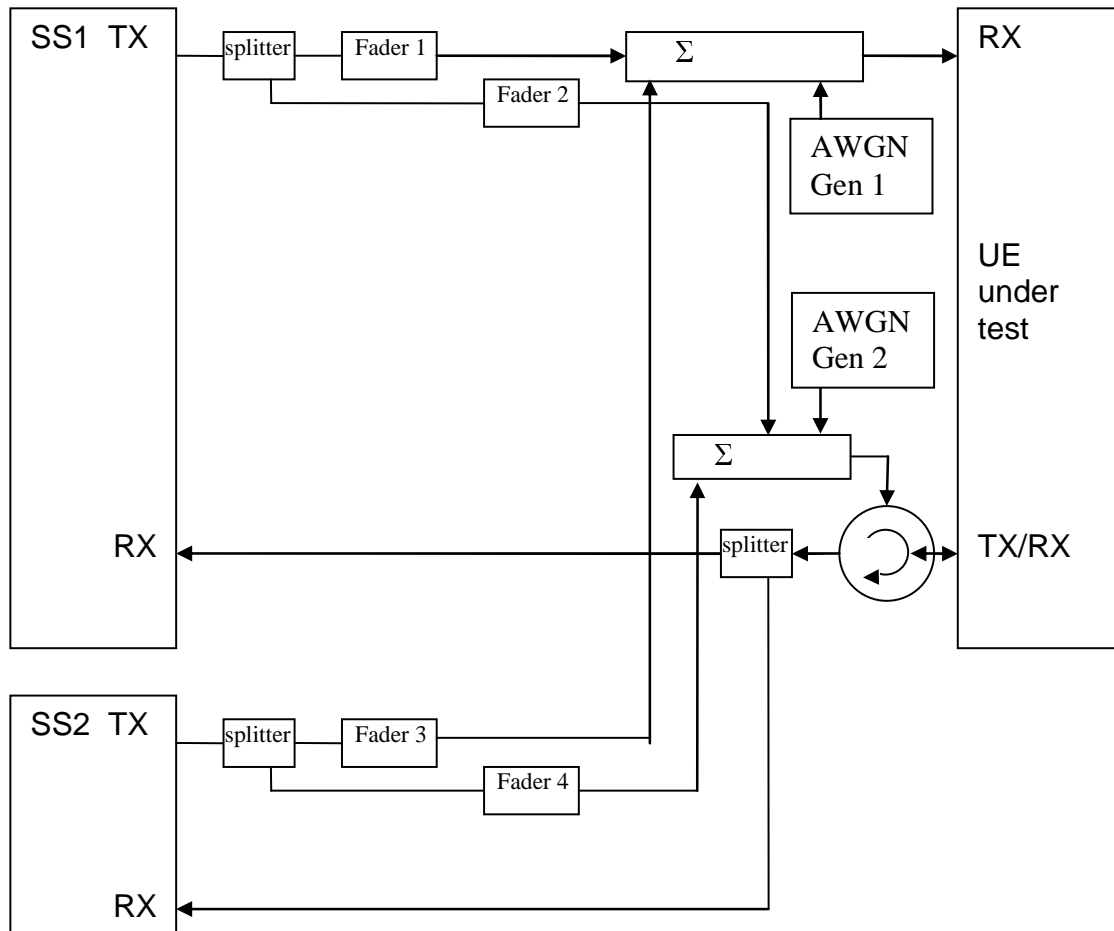 SS1 TX
splitter
Fader 1
Σ
RX
Fader 2
AWGN
Gen 1
UE
under
test
AWGN
Gen 2
Σ
RX
splitter
TX/RX
SS2 TX
splitter
Fader 3
Fader 4
RX